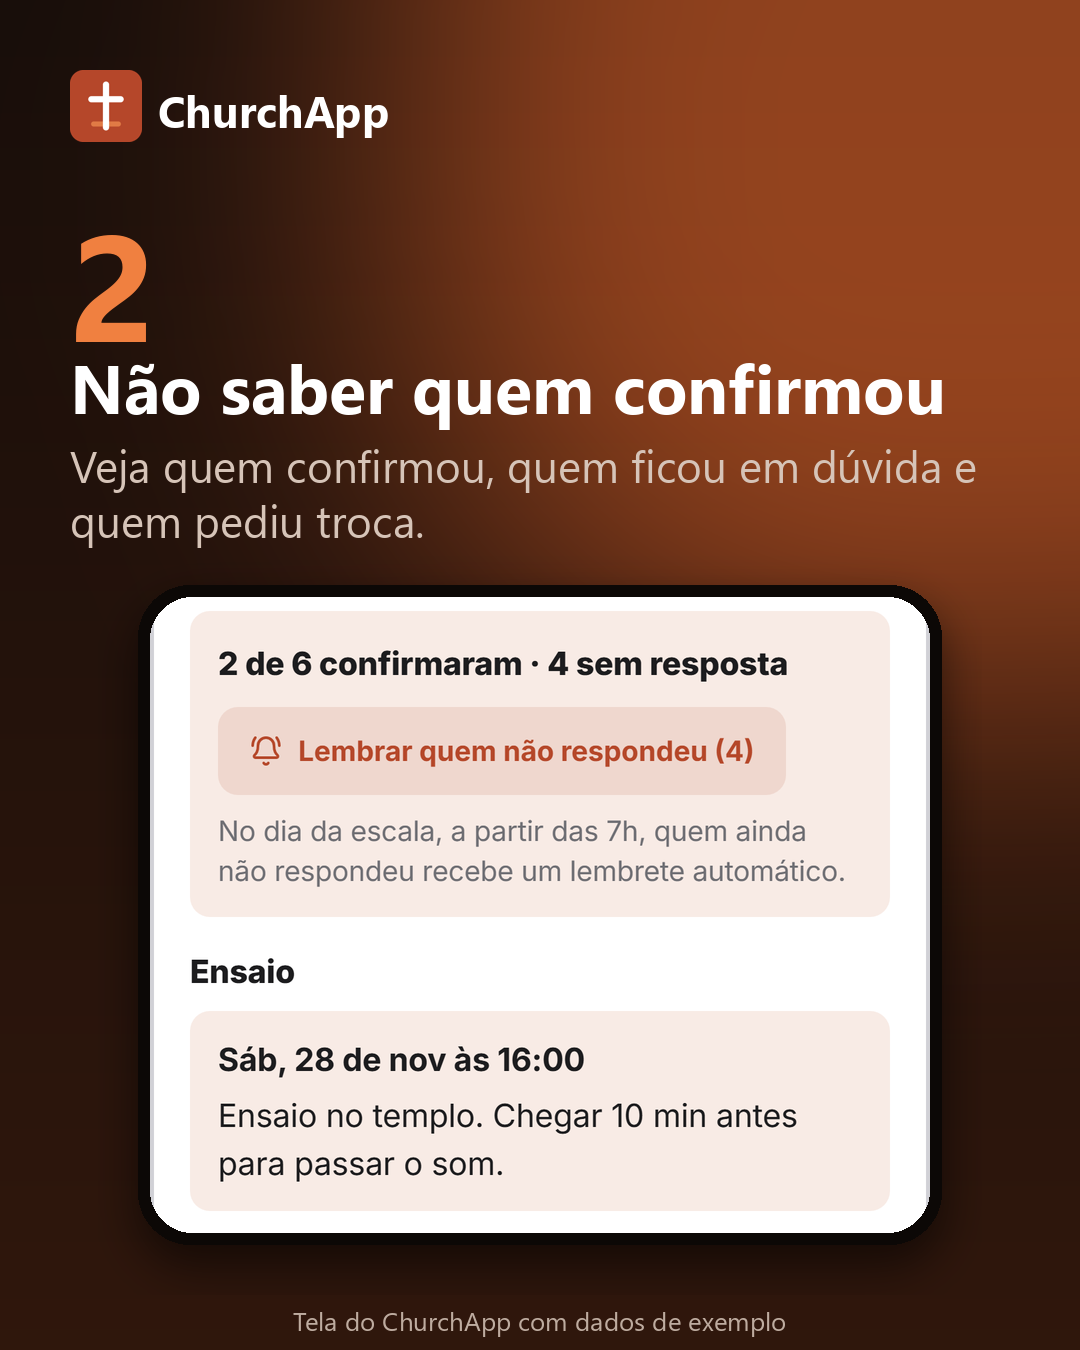 ChurchApp
2
Não saber quem confirmou
Veja quem confirmou, quem ficou em dúvida e
quem pediu troca.
2 de 6 confirmaram · 4 sem resposta
Lembrar quem não respondeu (4)
No dia da escala, a partir das 7h, quem ainda
não respondeu recebe um lembrete automático.
Ensaio
Sáb, 28 de nov às 16:00
Ensaio no templo. Chegar 10 min antes
para passar o som.
Tela do ChurchApp com dados de exemplo